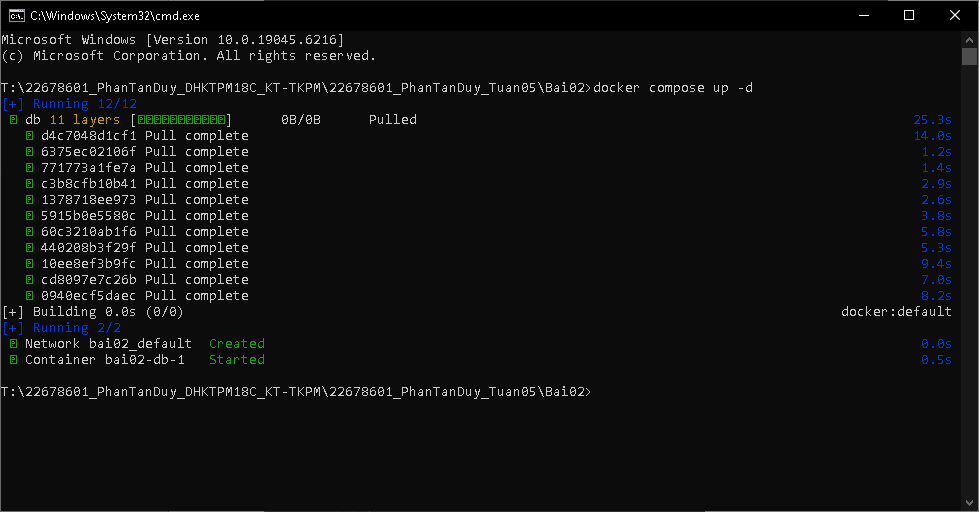 C:\Windows\System32\cmd.exe
Microsoft Windows [Version 10.0.19045.6216]
(c) Microsoft Corporation. All rights reserved.
T:\22678601_PhanTanDuy_DHKTPM18C_KT-TKPM\22678601_PhanTanDuy_Tuan05\Bai02>docker compose up -d
[+] Running 12/12
db 11 layers [⣿⣿⣿⣿⣿⣿⣿⣿⣿⣿⣿] 0B/0B Pulled 25.3s
d4c7048d1cf1 Pull complete 14.0s
6375ec02106f Pull complete 1.2s
771773a1fe7a Pull complete 1.4s
c3b8cfb10b41 Pull complete 2.9s
1378718ee973 Pull complete 2.6s
5915b0e5580c Pull complete 3.8s
60c3210ab1f6 Pull complete 5.8s
440208b3f29f Pull complete 5.3s
10ee8ef3b9fc Pull complete 9.4s
cd8097e7c26b Pull complete 7.0s
0940ecf5daec Pull complete 8.2s
[+] Building 0.0s (0/0) docker:default
[+] Running 2/2
Network bai02_default Created 0.0s
Container bai02-db-1 Started 0.5s
T:\22678601_PhanTanDuy_DHKTPM18C_KT-TKPM\22678601_PhanTanDuy_Tuan05\Bai02>